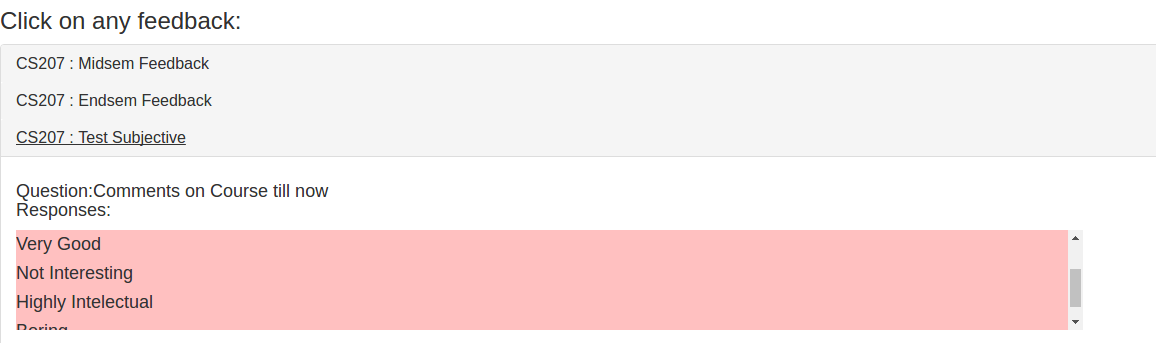 Click on any feedback:
CS207 : Midsem Feedback
CS207 : Endsem Feedback
CS207 : Test Subjective
Question:Comments on Course till now
Responses:
Very Good
Not Interesting
Highly Intelectual
Boring